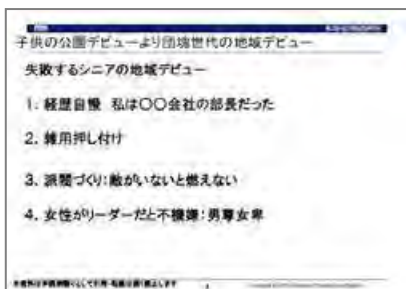 子供の公園デビューより団塊世代の地域デビュー
失敗するシニアの地域デビュー
1. 経歴自慢 私は〇〇会社の部長だった
2. 雑用押し付け
3. 派閥づくり:敵がいないと燃えない
4. 女性がリーダーだと不機嫌:男尊女卑